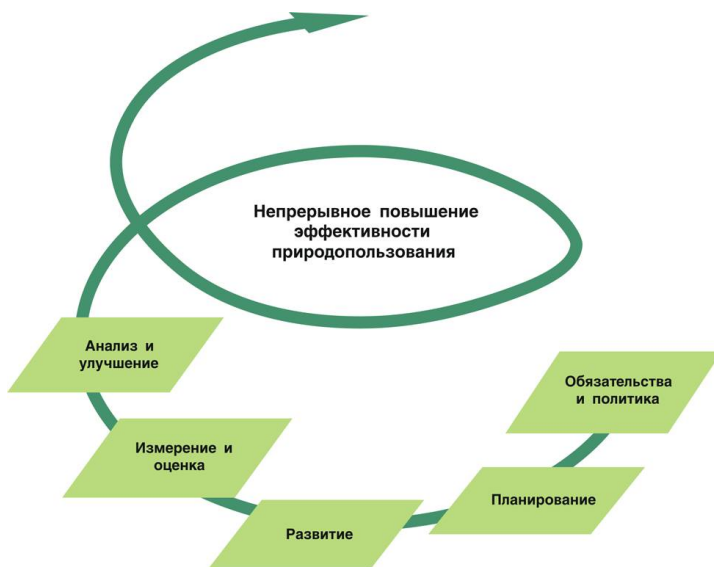 Непрерывное повышение
эффективности
природопользования
Анализ и
улучшение
Обязательства
и политика
Измерение и
оценка
Планирование
Развитие